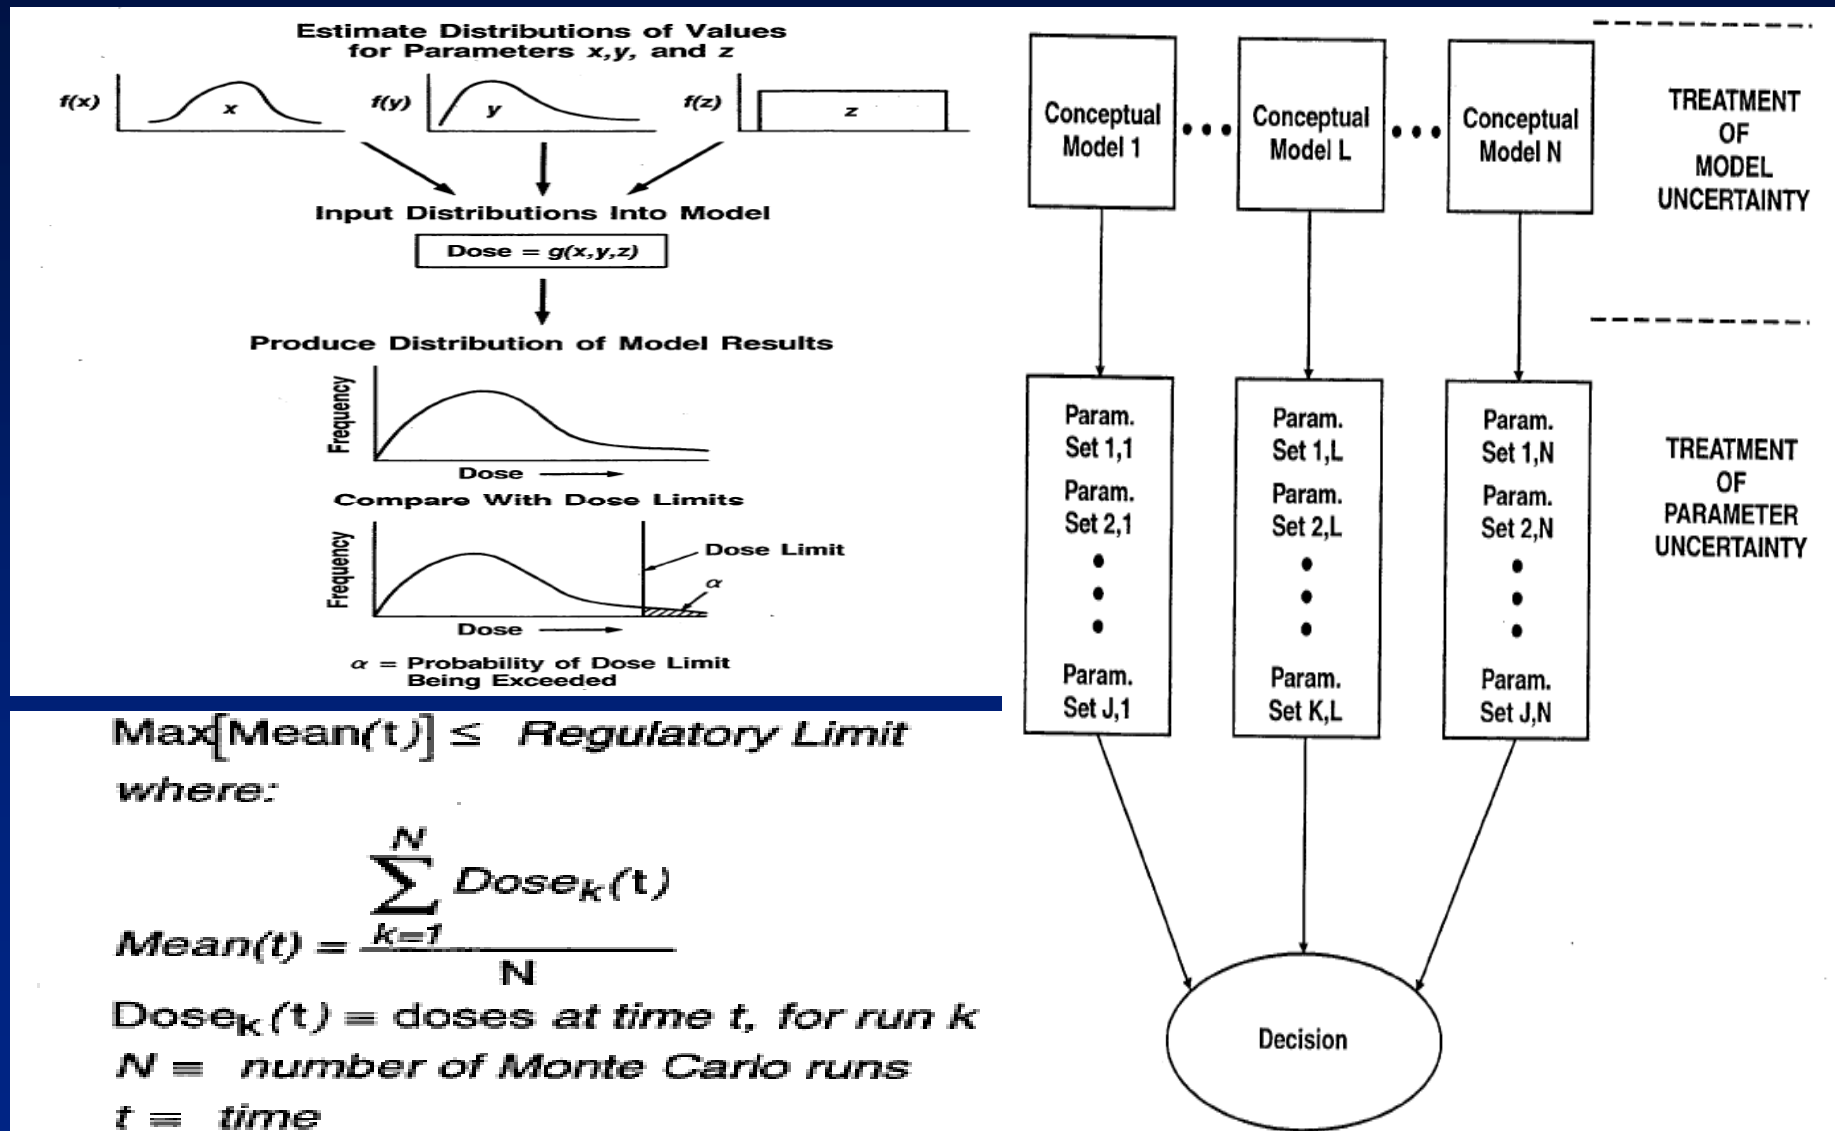 Estimate Distributions of Values
for Parameters x,y, and z
f(x)
x
f(y)
y
f(z)
z
Input Distributions Into Model
Dose = g(x,y,z)
Produce Distribution of Model Results
Frequency
Dose
Compare With Dose Limits
Frequency
Dose Limit
α
Dose
α = Probability of Dose Limit
Being Exceeded
Max[Mean(t)] ≤ Regulatory Limit
where:
Mean(t) = \frac{\sum_{k=1}^{N} Dose_k(t)}{N}
Dose_k(t) ≡ doses at time t, for run k
N ≡ number of Monte Carlo runs
t ≡ time
Conceptual
Model 1
Conceptual
Model L
Conceptual
Model N
TREATMENT
OF
MODEL
UNCERTAINTY
Param.
Set 1,1
Param.
Set 2,1
Param.
Set J,1
Param.
Set 1,L
Param.
Set 2,L
Param.
Set K,L
Param.
Set 1,N
Param.
Set 2,N
Param.
Set J,N
TREATMENT
OF
PARAMETER
UNCERTAINTY
Decision